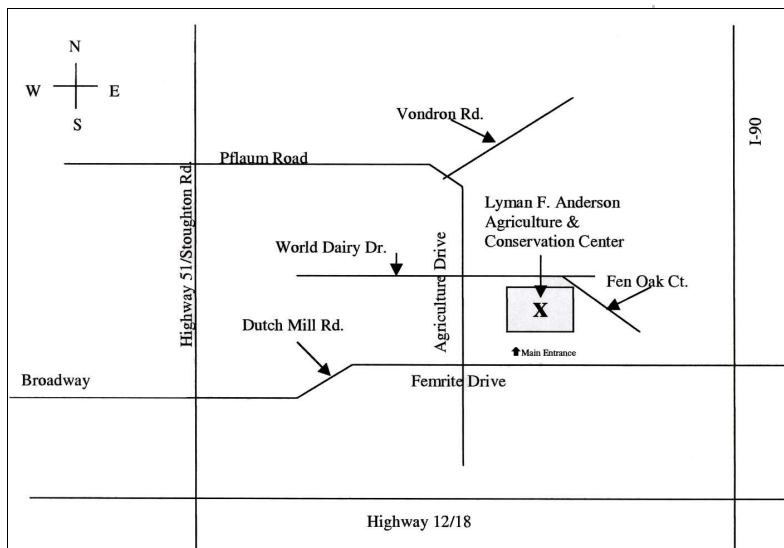 N
W E
S
Vondron Rd.
I-90
Pflaum Road
Lyman F. Anderson
Agriculture &
Conservation Center
Highway 51/Stoughton Rd.
World Dairy Dr.
Agriculture Drive
Fen Oak Ct.
X
Dutch Mill Rd.
Main Entrance
Broadway
Femrite Drive
Highway 12/18